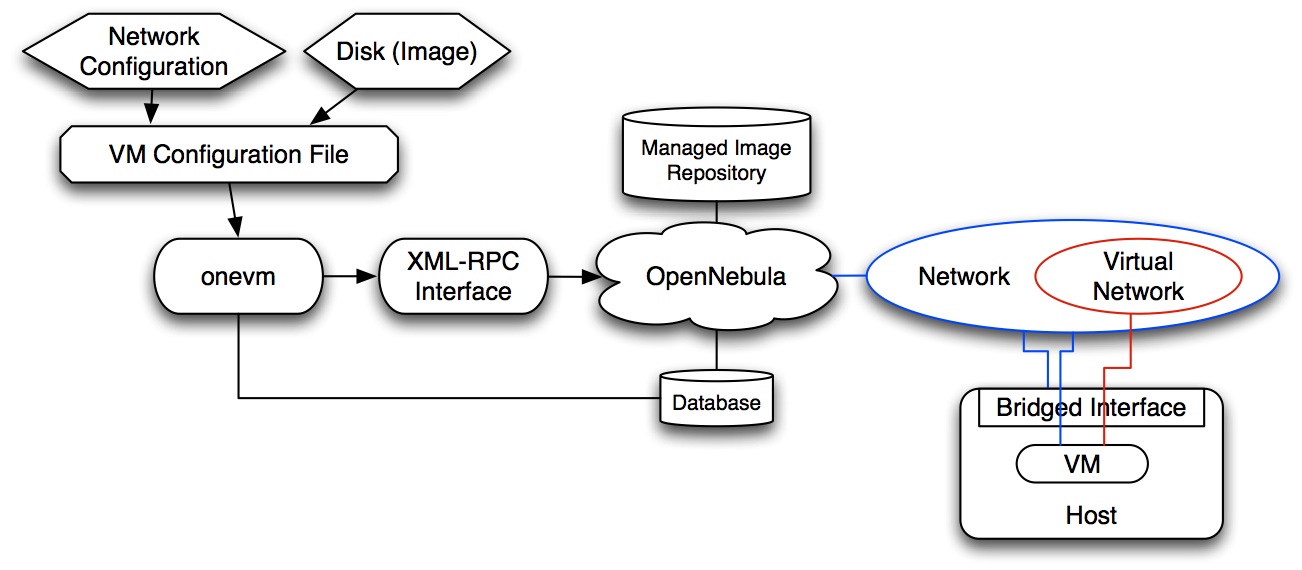 Network
Configuration
Disk (Image)
VM Configuration File
Managed Image
Repository
onevm
XML-RPC
Interface
OpenNebula
Network
Virtual
Network
Database
Bridged Interface
VM
Host